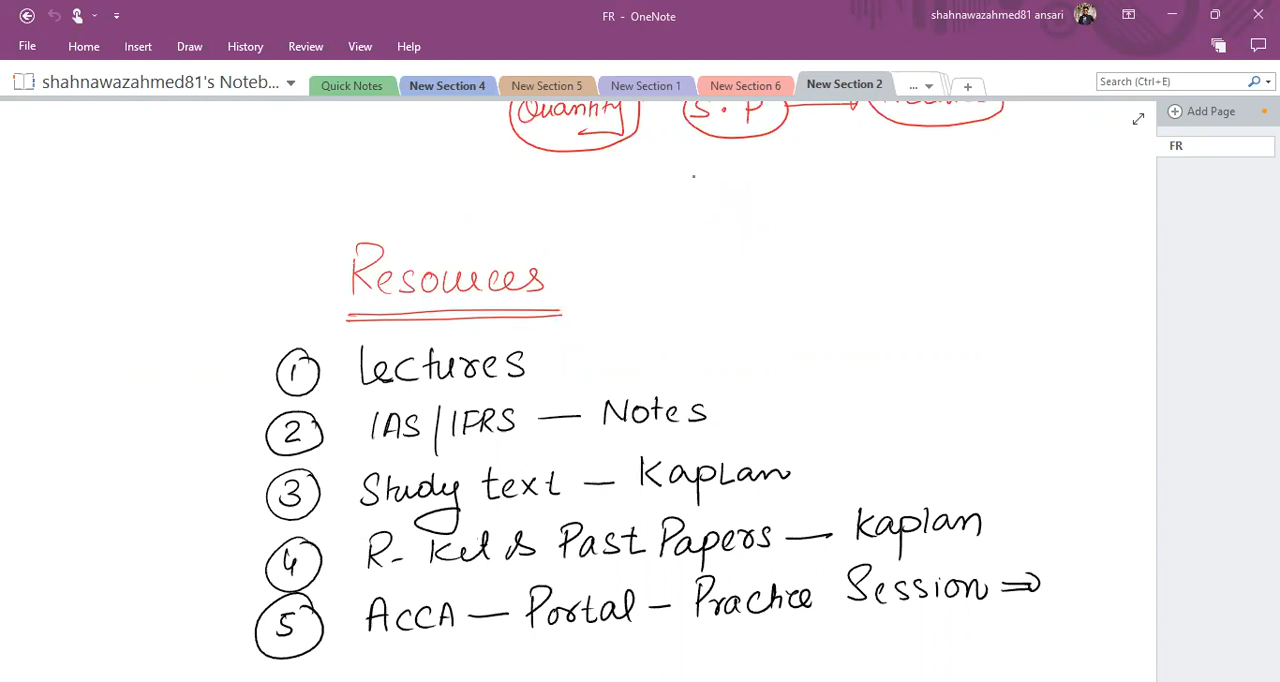 FR - OneNote
shahnawazahmed81 ansari
File Home Insert Draw History Review View Help
shahnawazahmed81's Noteb... Quick Notes New Section 4 New Section 5 New Section 1 New Section 6 New Section 2 ... Search (Ctrl+E)
Add Page
FR
Quantity S.P
Resources
1 Lectures
2 IAS/IFRS — Notes
3 Study text — Kaplan
4 R- Kit & Past Papers — Kaplan
5 ACCA — Portal — Practice Session ⇒